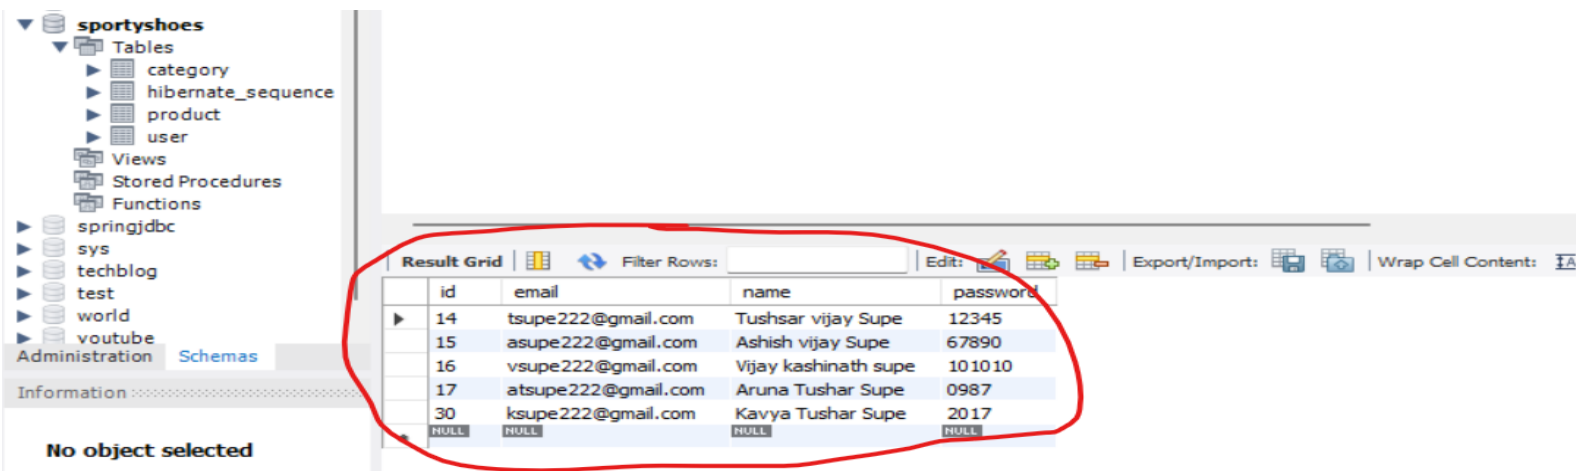 sportyshoes
Tables
category
hibernate_sequence
product
user
Views
Stored Procedures
Functions
springjdbc
sys
techblog
test
world
youtube
Administration Schemas
Information
No object selected
Result Grid Filter Rows: Edit: Export/Import: Wrap Cell Content: IA
id email name password
14 tsupe222@gmail.com Tushsar vijay Supe 12345
15 asupe222@gmail.com Ashish vijay Supe 67890
16 vsupe222@gmail.com Vijay kashinath supe 101010
17 atsupe222@gmail.com Aruna Tushar Supe 0987
30 ksupe222@gmail.com Kavya Tushar Supe 2017
NULL NULL NULL NULL